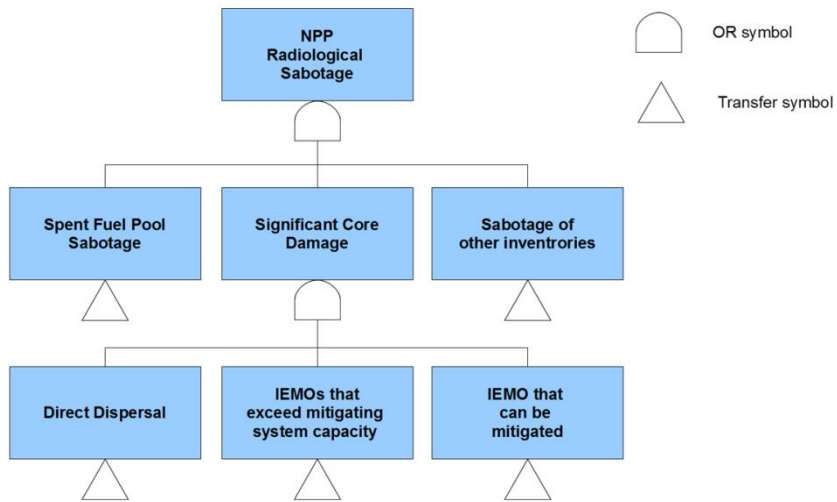 NPP
Radiological
Sabotage
OR symbol
Transfer symbol
Spent Fuel Pool
Sabotage
Significant Core
Damage
Sabotage of
other inventrories
Direct Dispersal
IEMOs that
exceed mitigating
system capacity
IEMO that
can be
mitigated